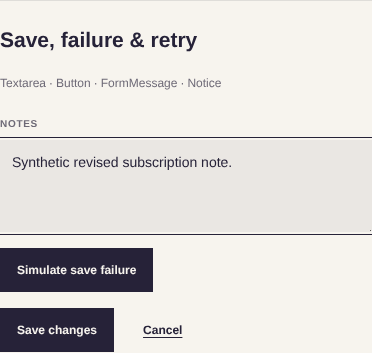 Save, failure & retry
Textarea · Button · FormMessage · Notice
NOTES
Synthetic revised subscription note.
Simulate save failure
Save changes Cancel